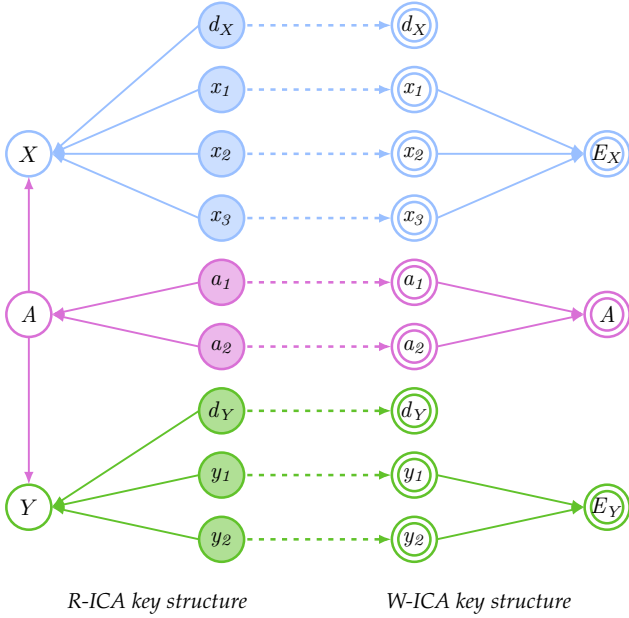 d_X d_X
x_1 x_1
X x_2 x_2 E_X
x_3 x_3
a_1 a_1
A A
a_2 a_2
d_Y d_Y
y_1 y_1
Y E_Y
y_2 y_2
R-ICA key structure W-ICA key structure